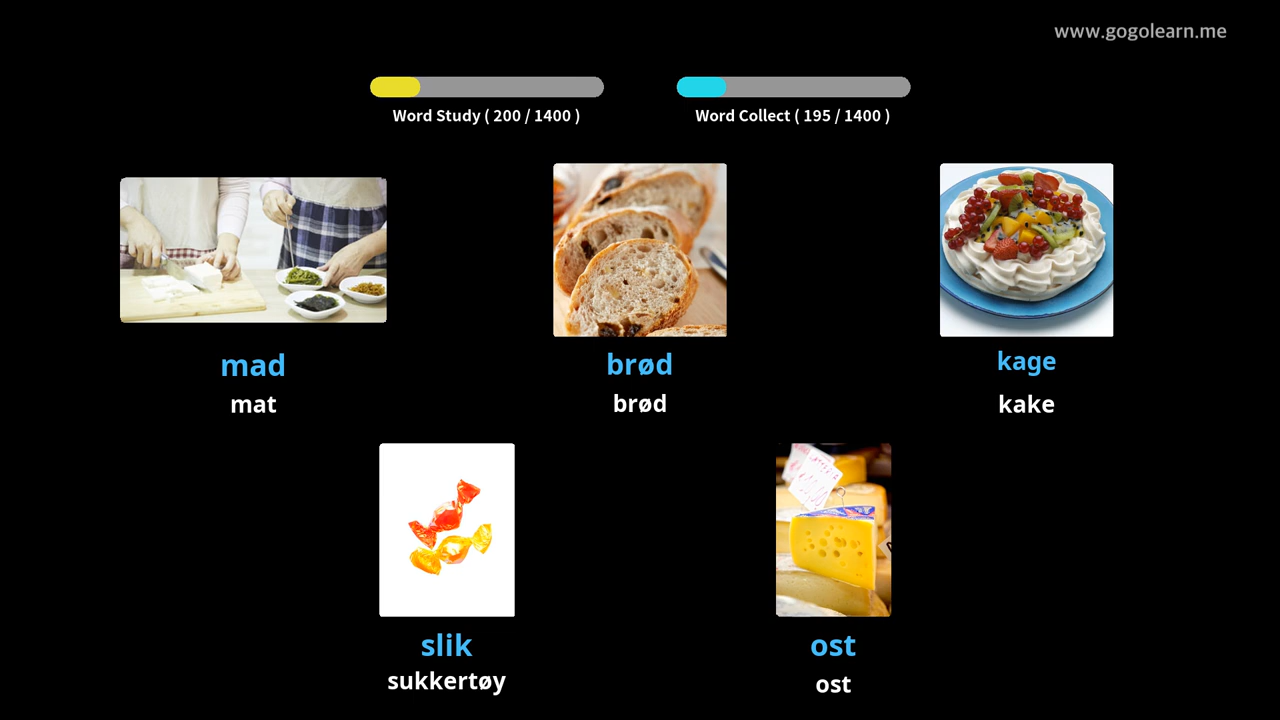 www.gogolearn.me
Word Study ( 200 / 1400 )
Word Collect ( 195 / 1400 )
mad
mat
brød
brød
kage
kake
slik
sukkertøy
ost
ost